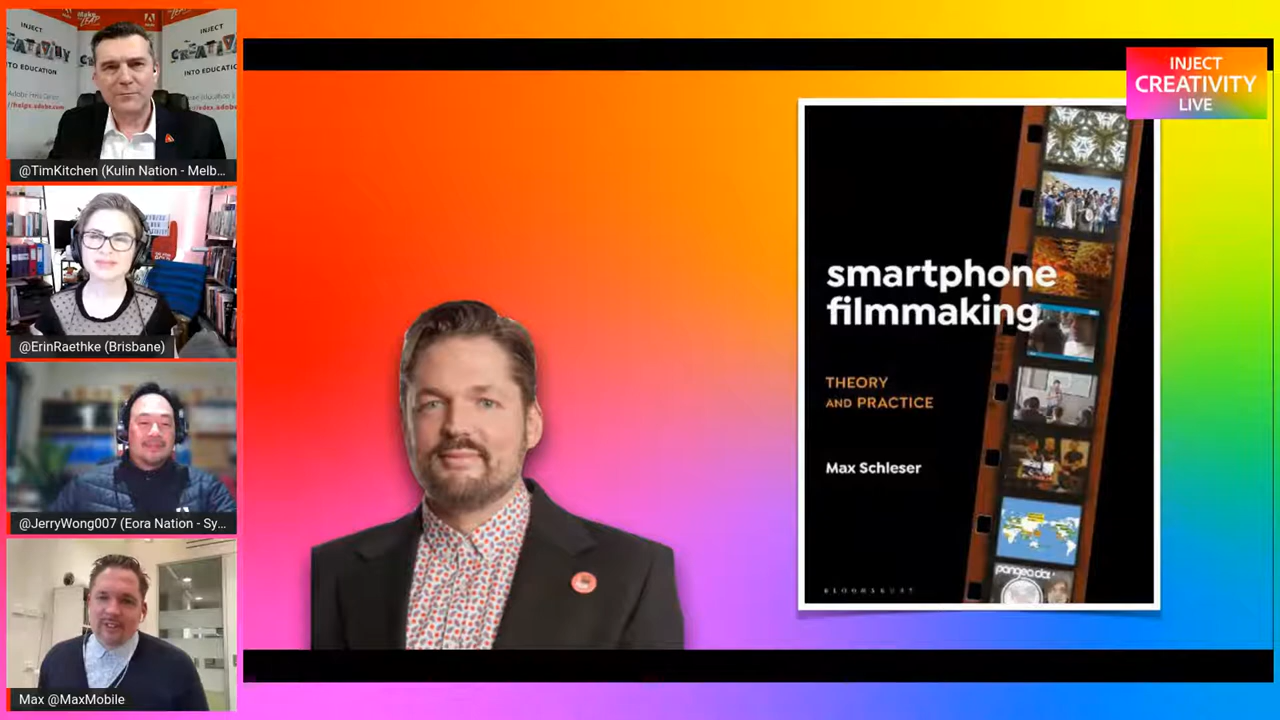 INJECT
CREATIVITY
INTO EDUCATION
@TimKitchen (Kulin Nation - Melb...
@ErinRaethke (Brisbane)
@JerryWong007 (Eora Nation - Sy...
Max @MaxMobile
INJECT
CREATIVITY
LIVE
smartphone
filmmaking
THEORY
AND PRACTICE
Max Schleser
BLOOMSBURY